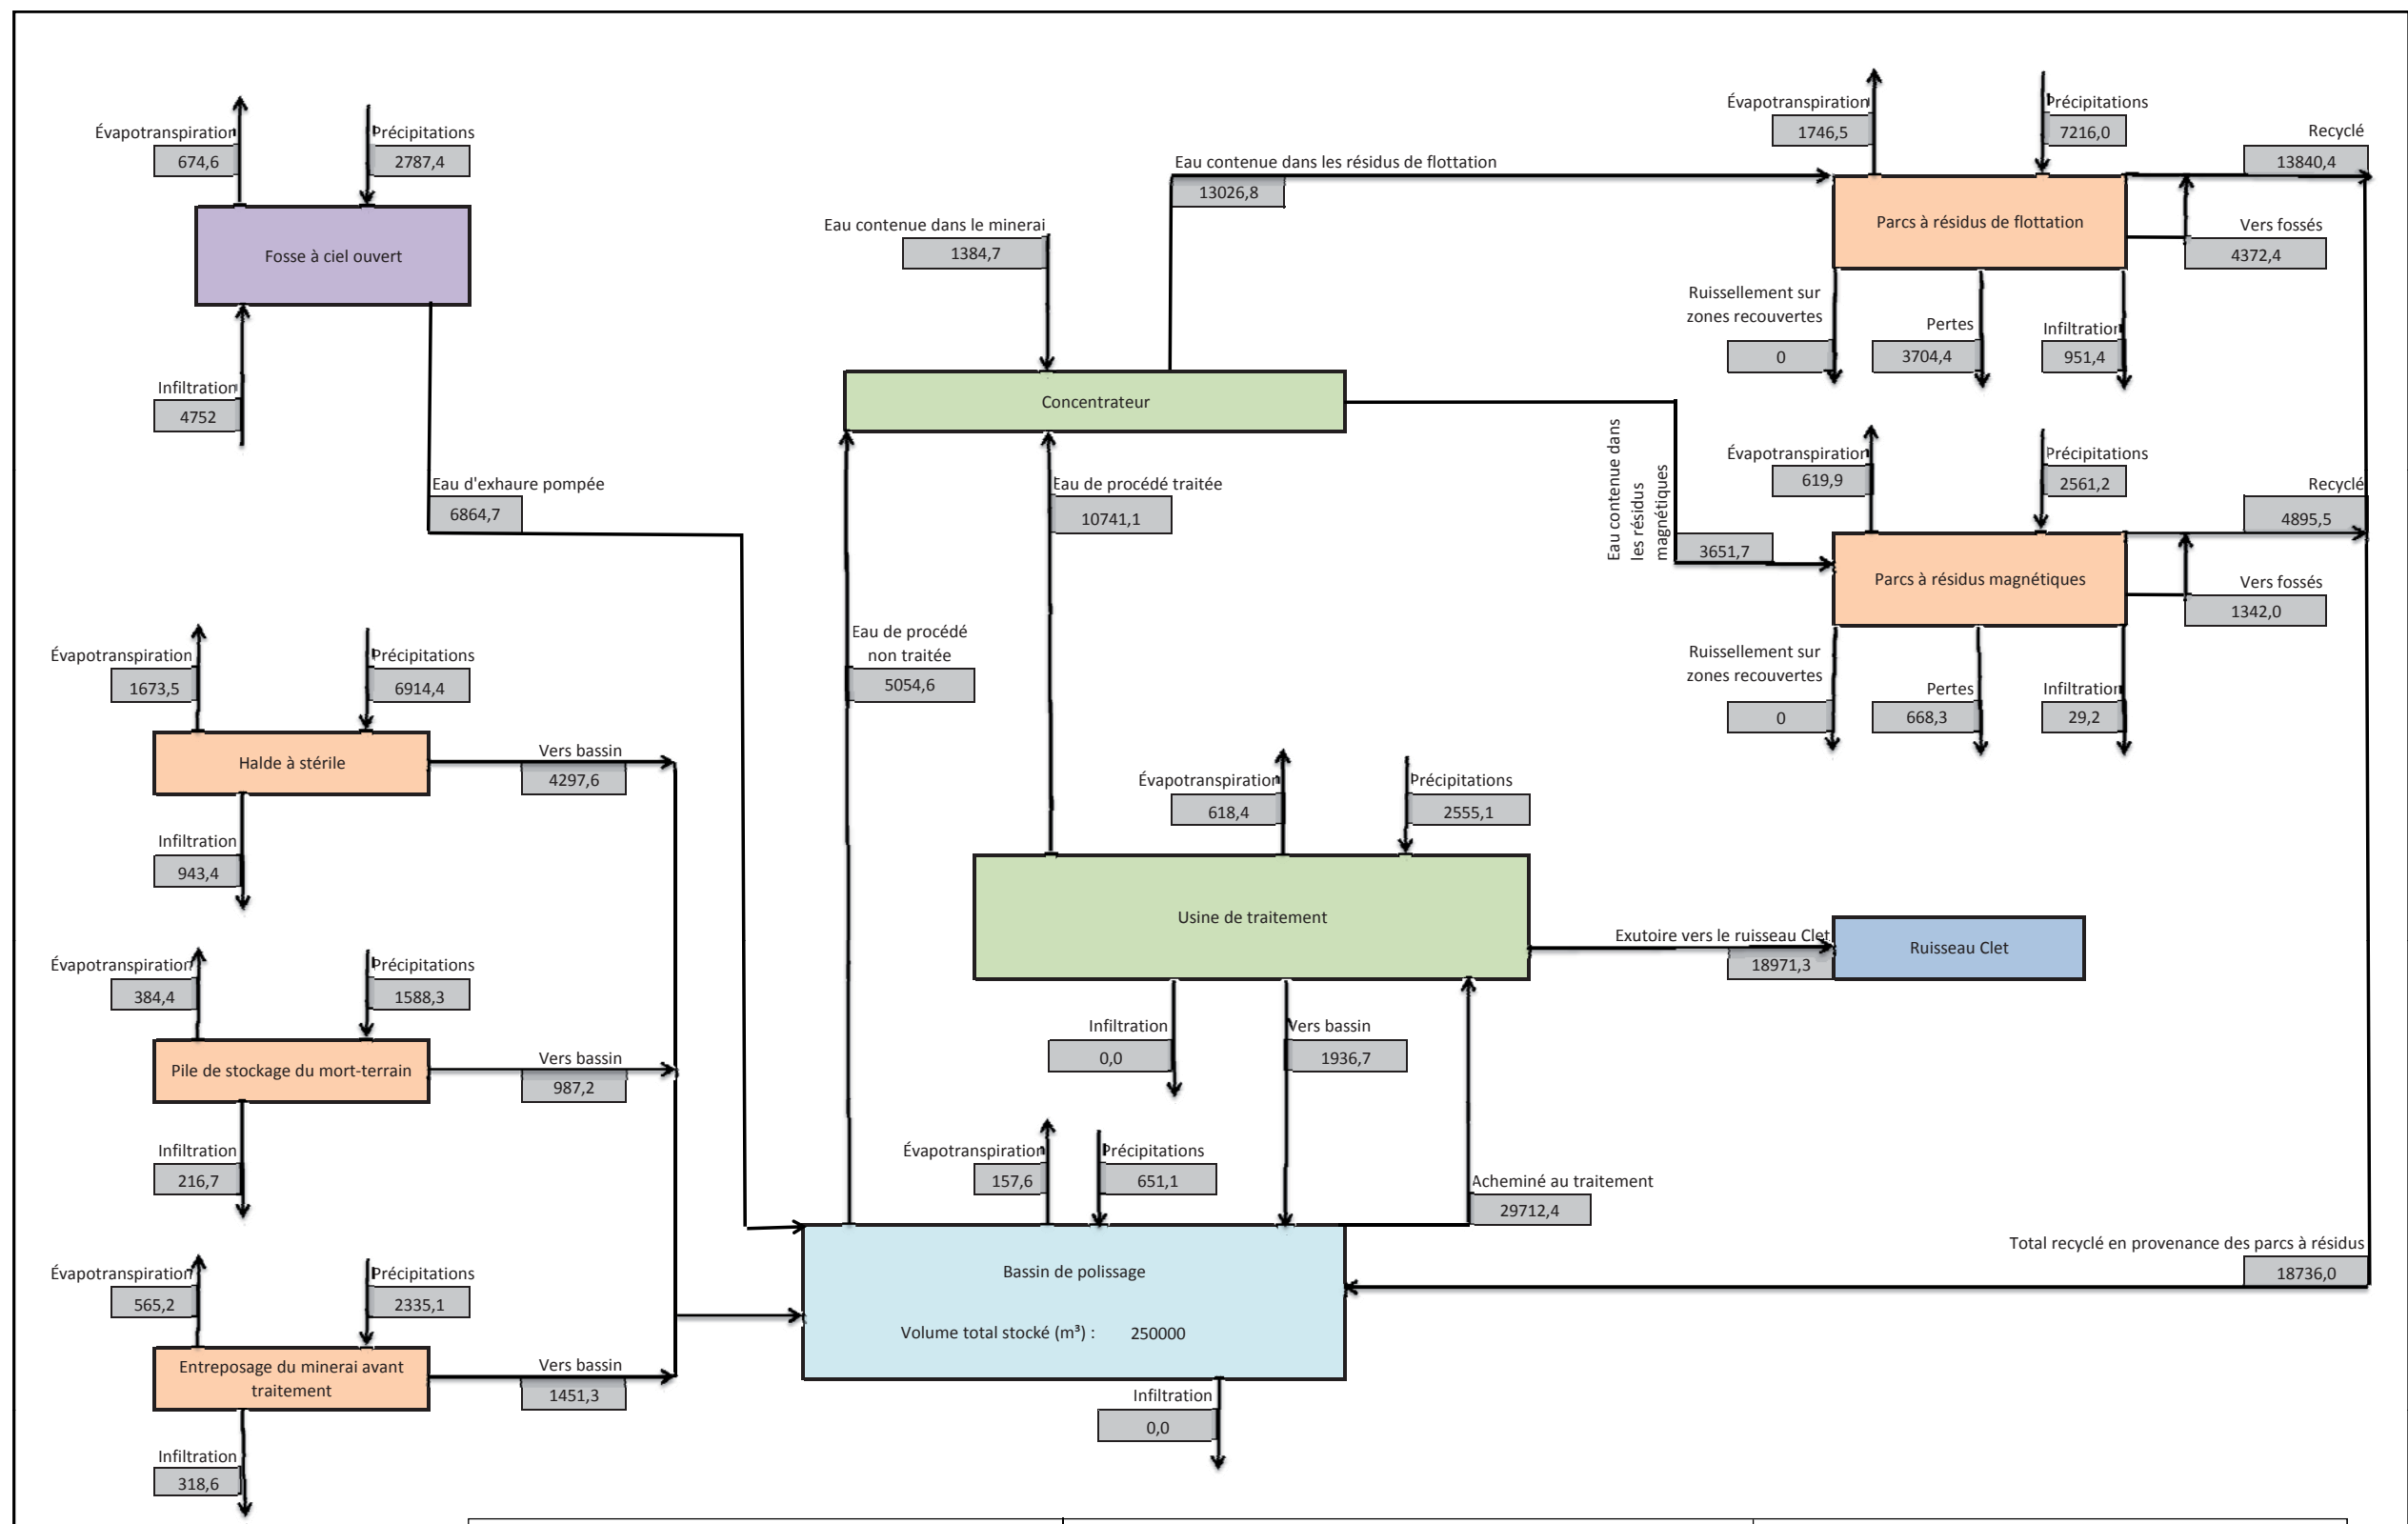 Évapotranspiration
674,6
Précipitations
2787,4
Fosse à ciel ouvert
Infiltration
4752
Eau d'exhaure pompée
6864,7
Évapotranspiration
1673,5
Précipitations
6914,4
Halde à stérile
Vers bassin
4297,6
Infiltration
943,4
Évapotranspiration
384,4
Précipitations
1588,3
Pile de stockage du mort-terrain
Vers bassin
987,2
Infiltration
216,7
Évapotranspiration
565,2
Précipitations
2335,1
Entreposage du minerai avant
traitement
Vers bassin
1451,3
Infiltration
318,6
Eau contenue dans les résidus de flottation
13026,8
Eau contenue dans le minerai
1384,7
Concentrateur
Eau de procédé traitée
10741,1
Eau de procédé
non traitée
5054,6
Eau contenue dans
les résidus
magnétiques
3651,7
Évapotranspiration
618,4
Précipitations
2555,1
Usine de traitement
Exutoire vers le ruisseau Clet
18971,3
Ruisseau Clet
Infiltration
0,0
Vers bassin
1936,7
Évapotranspiration
157,6
Précipitations
651,1
Acheminé au traitement
29712,4
Bassin de polissage
Volume total stocké (m³) : 250000
Infiltration
0,0
Évapotranspiration
1746,5
Précipitations
7216,0
Recyclé
13840,4
Parcs à résidus de flottation
Vers fossés
4372,4
Ruissellement sur
zones recouvertes
0
Pertes
3704,4
Infiltration
951,4
Évapotranspiration
619,9
Précipitations
2561,2
Recyclé
4895,5
Parcs à résidus magnétiques
Vers fossés
1342,0
Ruissellement sur
zones recouvertes
0
Pertes
668,3
Infiltration
29,2
Total recyclé en provenance des parcs à résidus
18736,0